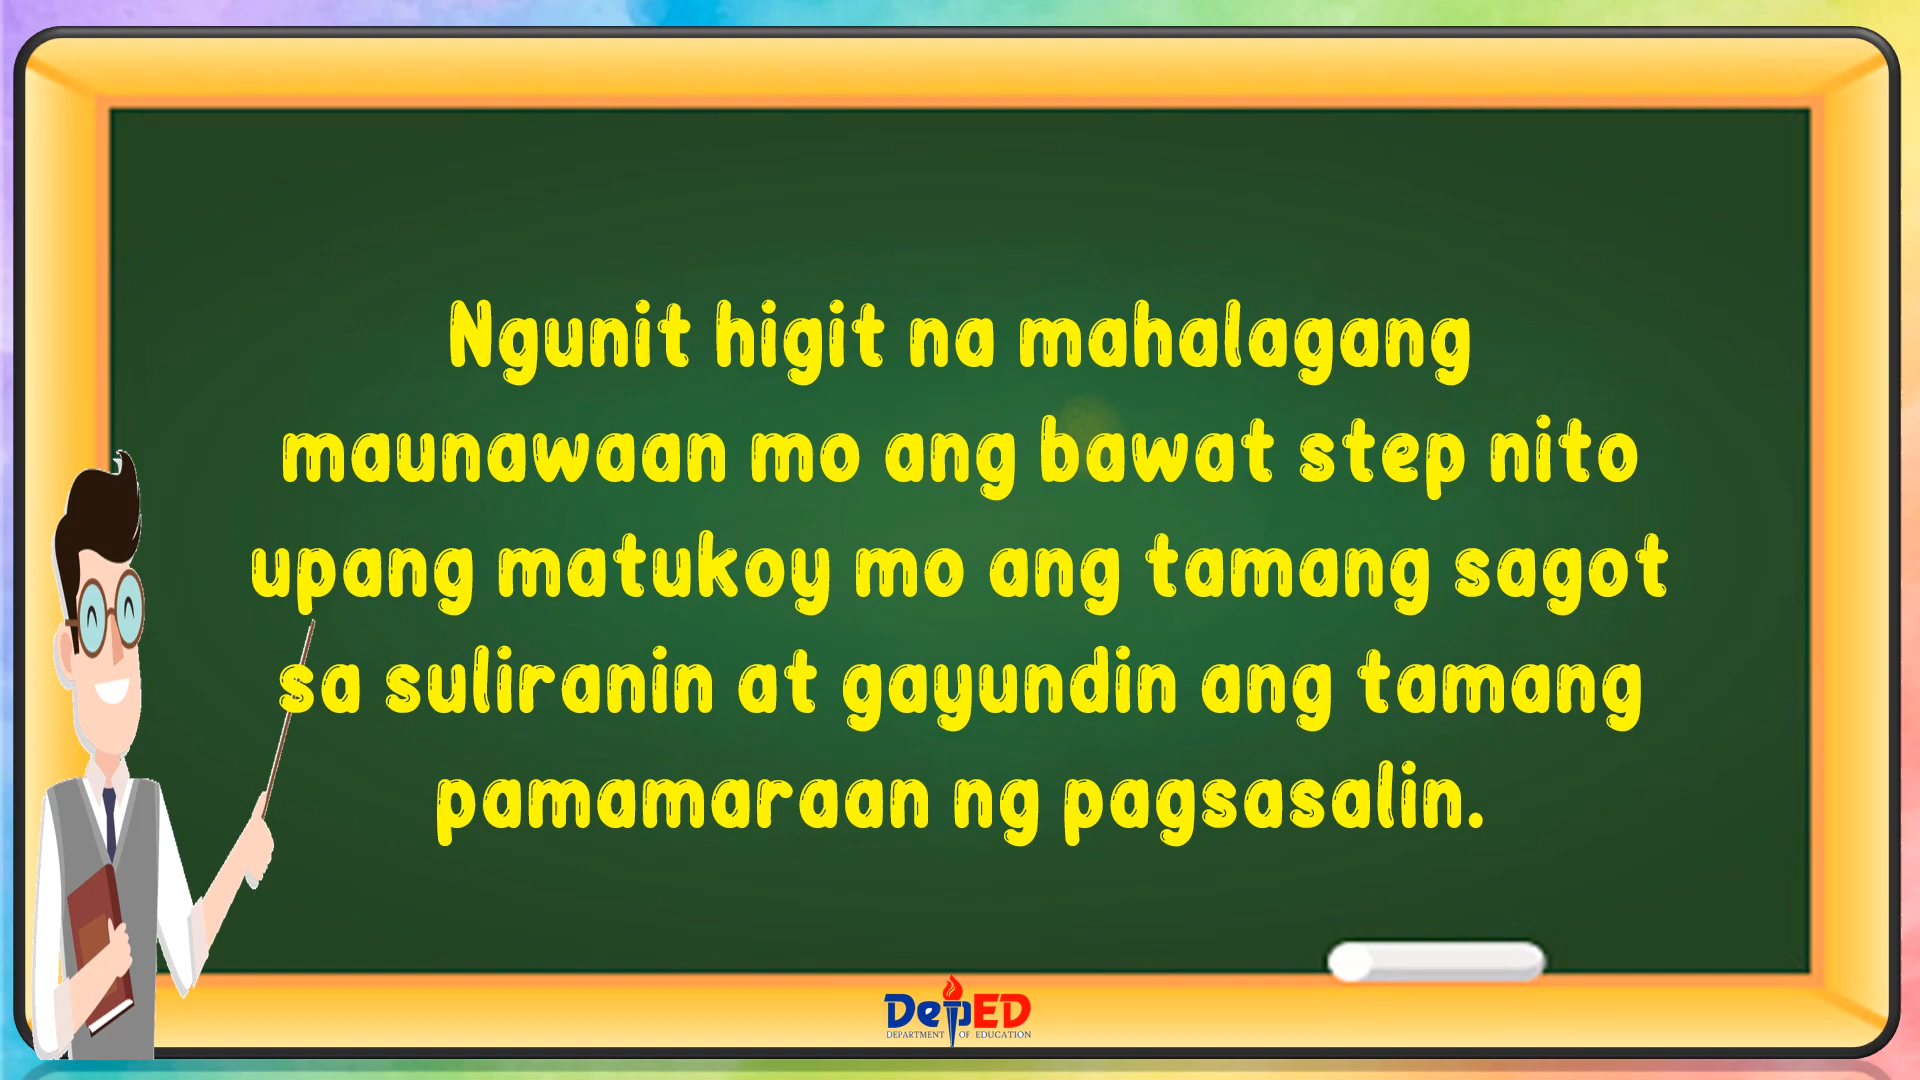 Ngunit higit na mahalagang
maunawaan mo ang bawat step nito
upang matukoy mo ang tamang sagot
sa suliranin at gayundin ang tamang
pamamaraan ng pagsasalin.
DepED
DEPARTMENT OF EDUCATION